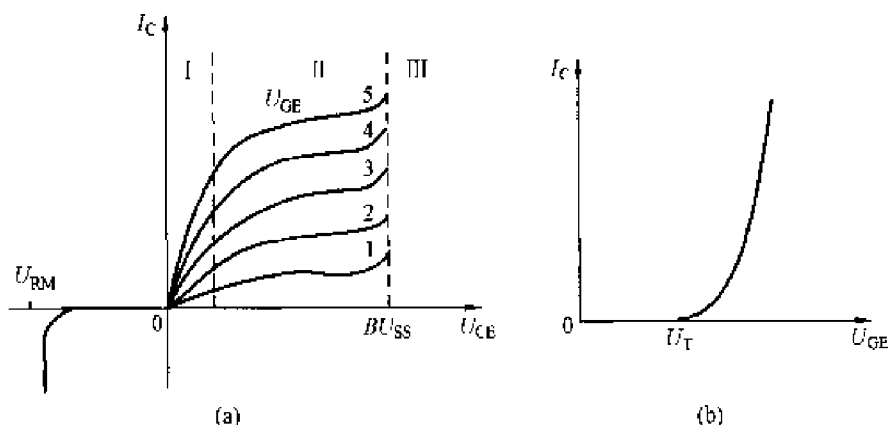 I_C
I II III
U_GE
5
4
3
2
1
U_RM
0
BU_SS
U_CE
(a)
I_C
0
U_T
U_GE
(b)